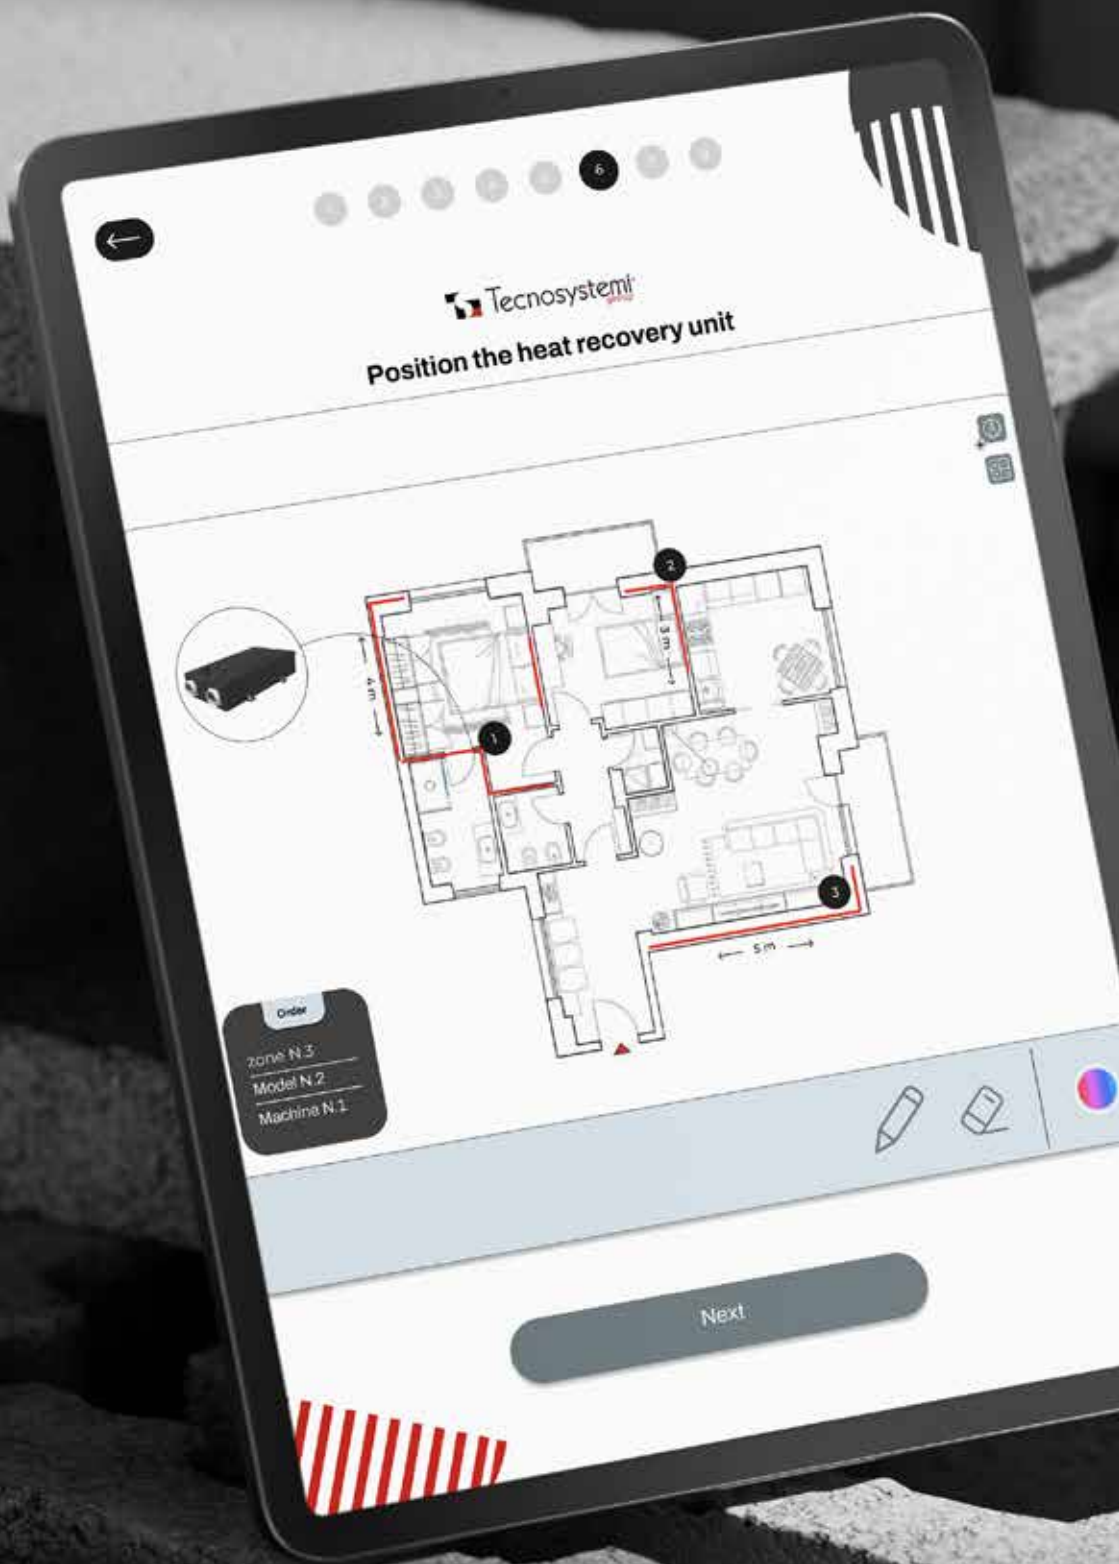 6
Tecnosystemi
group
Position the heat recovery unit
2
3 m
4 m
1
3
5 m
Order
zone N.3
Model N.2
Machine N.1
Next